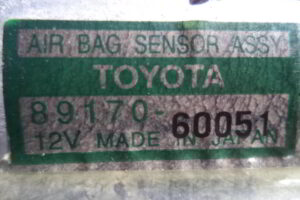 AIR BAG SENSOR ASSY
TOYOTA
89170-60051
12V MADE IN JAPAN